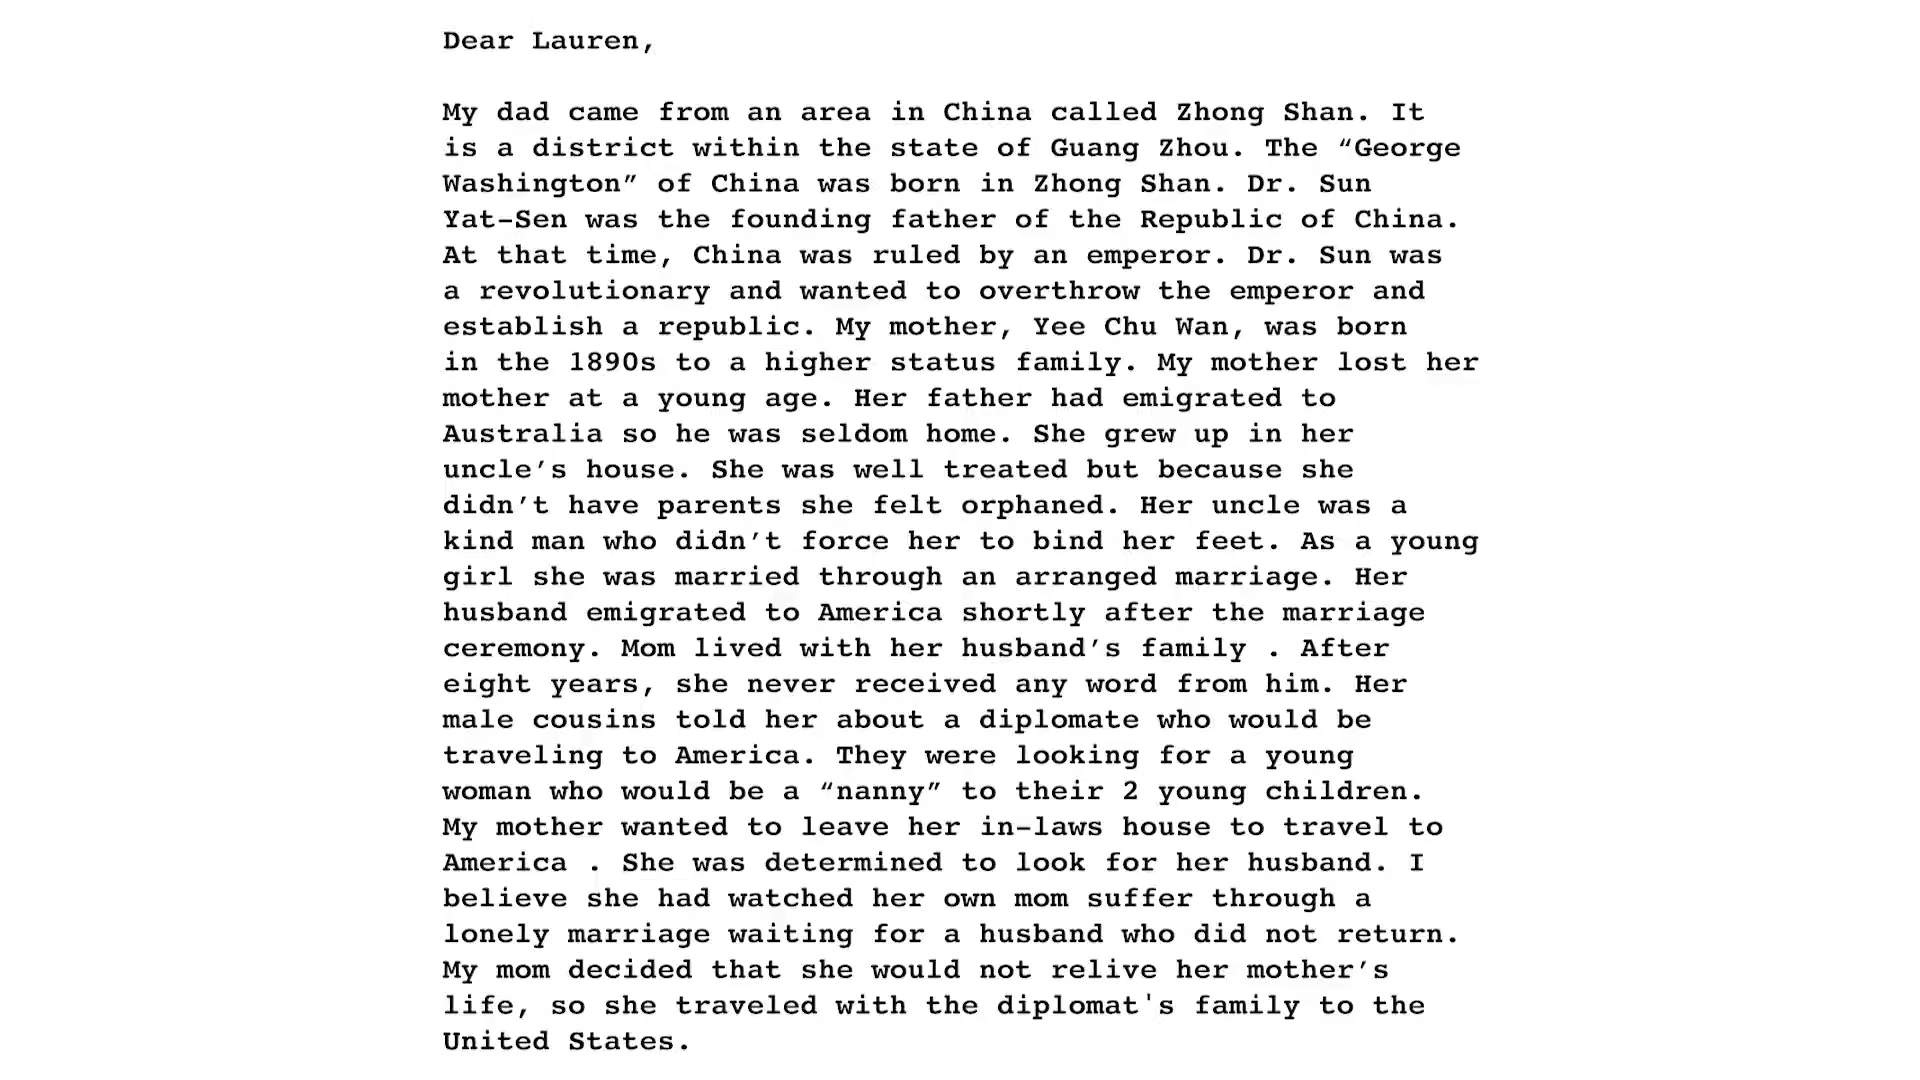 Dear Lauren,
My dad came from an area in China called Zhong Shan. It
is a district within the state of Guang Zhou. The “George
Washington” of China was born in Zhong Shan. Dr. Sun
Yat-Sen was the founding father of the Republic of China.
At that time, China was ruled by an emperor. Dr. Sun was
a revolutionary and wanted to overthrow the emperor and
establish a republic. My mother, Yee Chu Wan, was born
in the 1890s to a higher status family. My mother lost her
mother at a young age. Her father had emigrated to
Australia so he was seldom home. She grew up in her
uncle’s house. She was well treated but because she
didn’t have parents she felt orphaned. Her uncle was a
kind man who didn’t force her to bind her feet. As a young
girl she was married through an arranged marriage. Her
husband emigrated to America shortly after the marriage
ceremony. Mom lived with her husband’s family . After
eight years, she never received any word from him. Her
male cousins told her about a diplomate who would be
traveling to America. They were looking for a young
woman who would be a “nanny” to their 2 young children.
My mother wanted to leave her in-laws house to travel to
America . She was determined to look for her husband. I
believe she had watched her own mom suffer through a
lonely marriage waiting for a husband who did not return.
My mom decided that she would not relive her mother’s
life, so she traveled with the diplomat's family to the
United States.